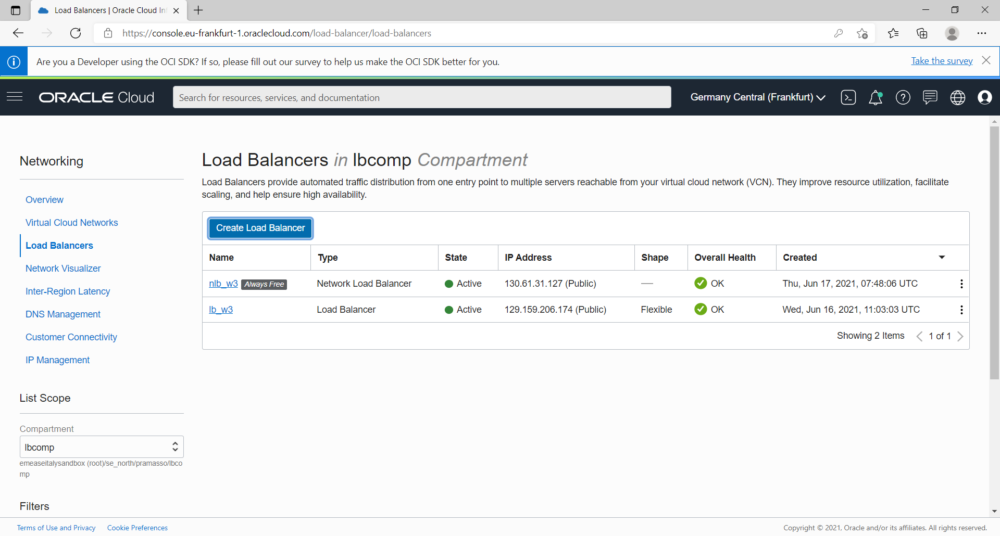 Load Balancers | Oracle Cloud In
https://console.eu-frankfurt-1.oraclecloud.com/load-balancer/load-balancers
Are you a Developer using the OCI SDK? If so, please fill out our survey to help us make the OCI SDK better for you.
Take the survey
ORACLE Cloud
Search for resources, services, and documentation
Germany Central (Frankfurt)
Networking
Overview
Virtual Cloud Networks
Load Balancers
Network Visualizer
Inter-Region Latency
DNS Management
Customer Connectivity
IP Management
List Scope
Compartment
lbcomp
emeaseitalysandbox (root)/se_north/pramasso/lbco
mp
Filters
Load Balancers in lbcomp Compartment
Load Balancers provide automated traffic distribution from one entry point to multiple servers reachable from your virtual cloud network (VCN). They improve resource utilization, facilitate
scaling, and help ensure high availability.
Create Load Balancer
Name Type State IP Address Shape Overall Health Created
nlb_w3 Always Free Network Load Balancer Active 130.61.31.127 (Public) — OK Thu, Jun 17, 2021, 07:48:06 UTC
lb_w3 Load Balancer Active 129.159.206.174 (Public) Flexible OK Wed, Jun 16, 2021, 11:03:03 UTC
Showing 2 Items 1 of 1
Terms of Use and Privacy Cookie Preferences
Copyright © 2021, Oracle and/or its affiliates. All rights reserved.